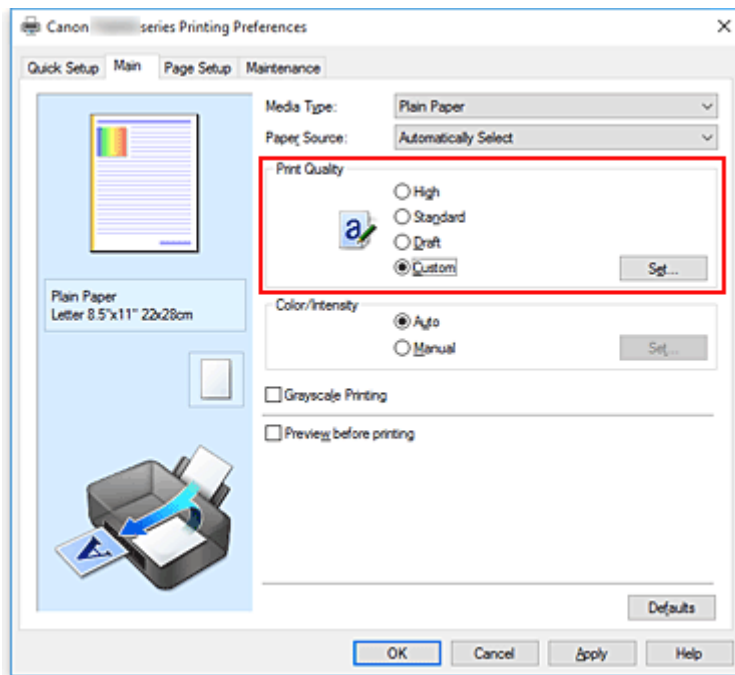 Canon series Printing Preferences
Quick Setup Main Page Setup Maintenance
Media Type: Plain Paper
Paper Source: Automatically Select
Print Quality
High
Standard
Draft
Custom Set...
Plain Paper
Letter 8.5"x11" 22x28cm
Color/Intensity
Auto
Manual Set...
Grayscale Printing
Preview before printing
Defaults
OK Cancel Apply Help